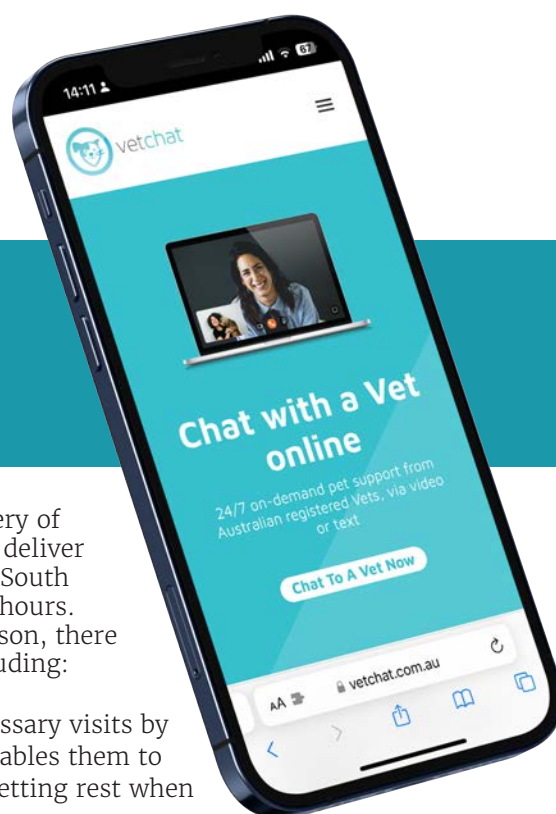 14:11
67
vetchat
Chat with a Vet
online
24/7 on-demand pet support from
Australian registered Vets, via video
or text
Chat To A Vet Now
AA
vetchat.com.au
ery of
deliver
South
hours.
son, there
uding:
ssary visits by
ables them to
etting rest when